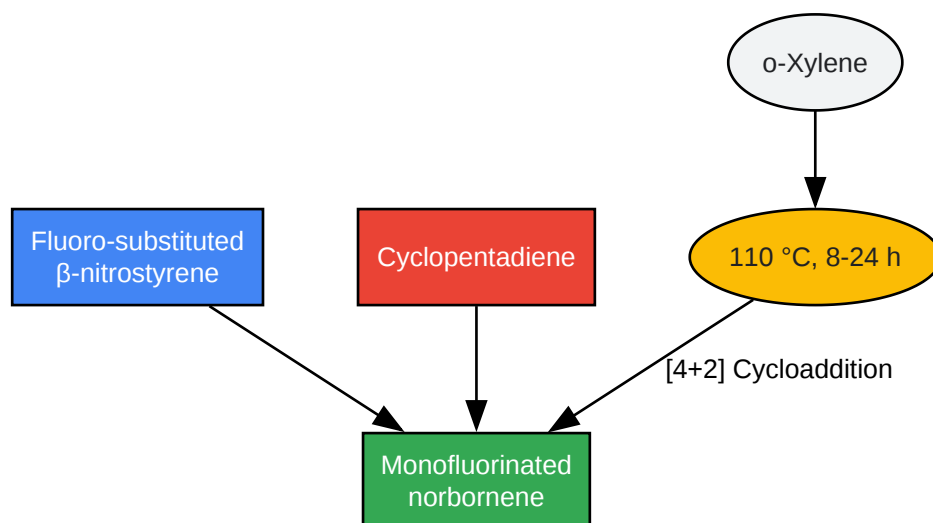 o-Xylene
Fluoro-substituted
β-nitrostyrene
Cyclopentadiene
110 °C, 8-24 h
[4+2] Cycloaddition
Monofluorinated
norbornene